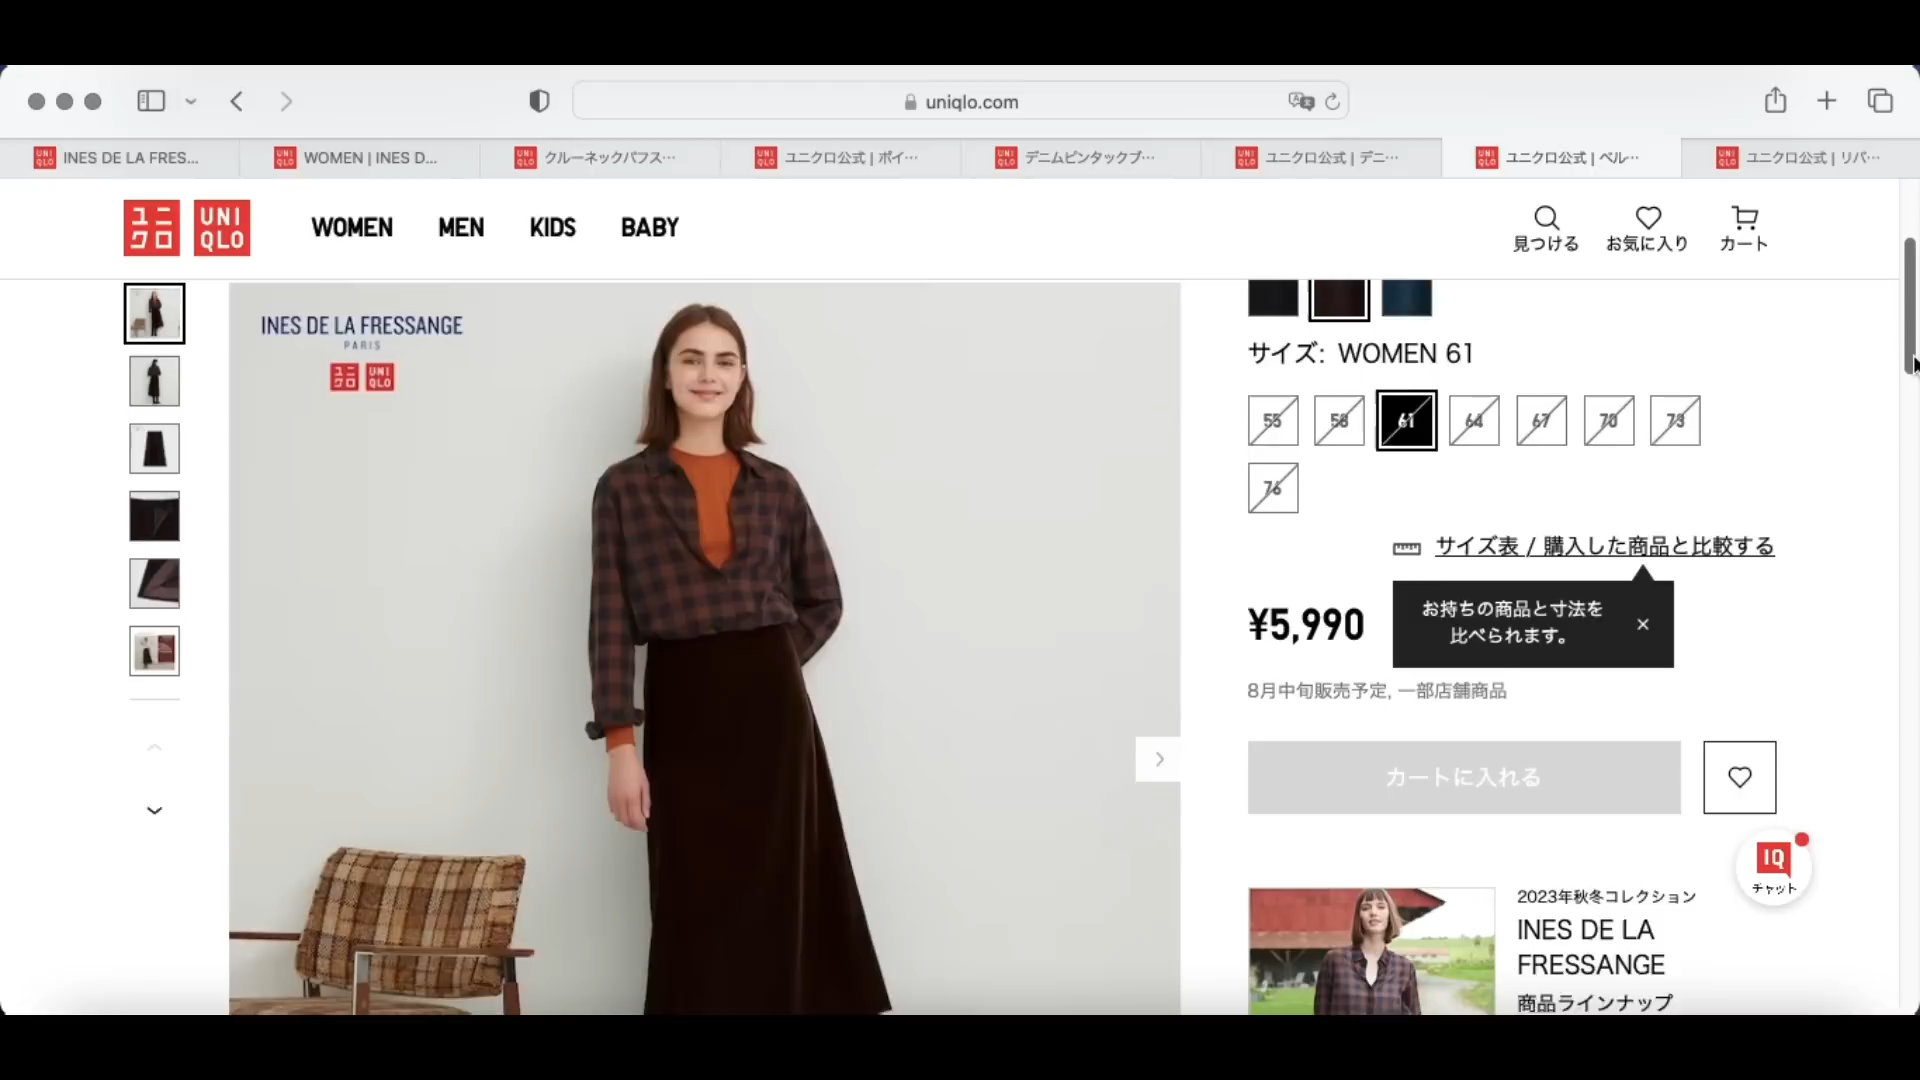 uniqlo.com
INES DE LA FRES...
WOMEN | INES D...
クルーネックパフス…
ユニクロ公式 | ボイ…
デニムピンタックブ…
ユニクロ公式 | デニ…
ユニクロ公式 | ベル…
ユニクロ公式 | リバ…
ユニクロ
UNIQLO
WOMEN
MEN
KIDS
BABY
見つける
お気に入り
カート
INES DE LA FRESSANGE
PARIS
ユニクロ
UNIQLO
サイズ: WOMEN 61
55
58
61
64
67
70
73
76
サイズ表 / 購入した商品と比較する
お持ちの商品と寸法を
比べられます。
¥5,990
8月中旬販売予定, 一部店舗商品
カートに入れる
IQ
チャット
2023年秋冬コレクション
INES DE LA
FRESSANGE
商品ラインナップ